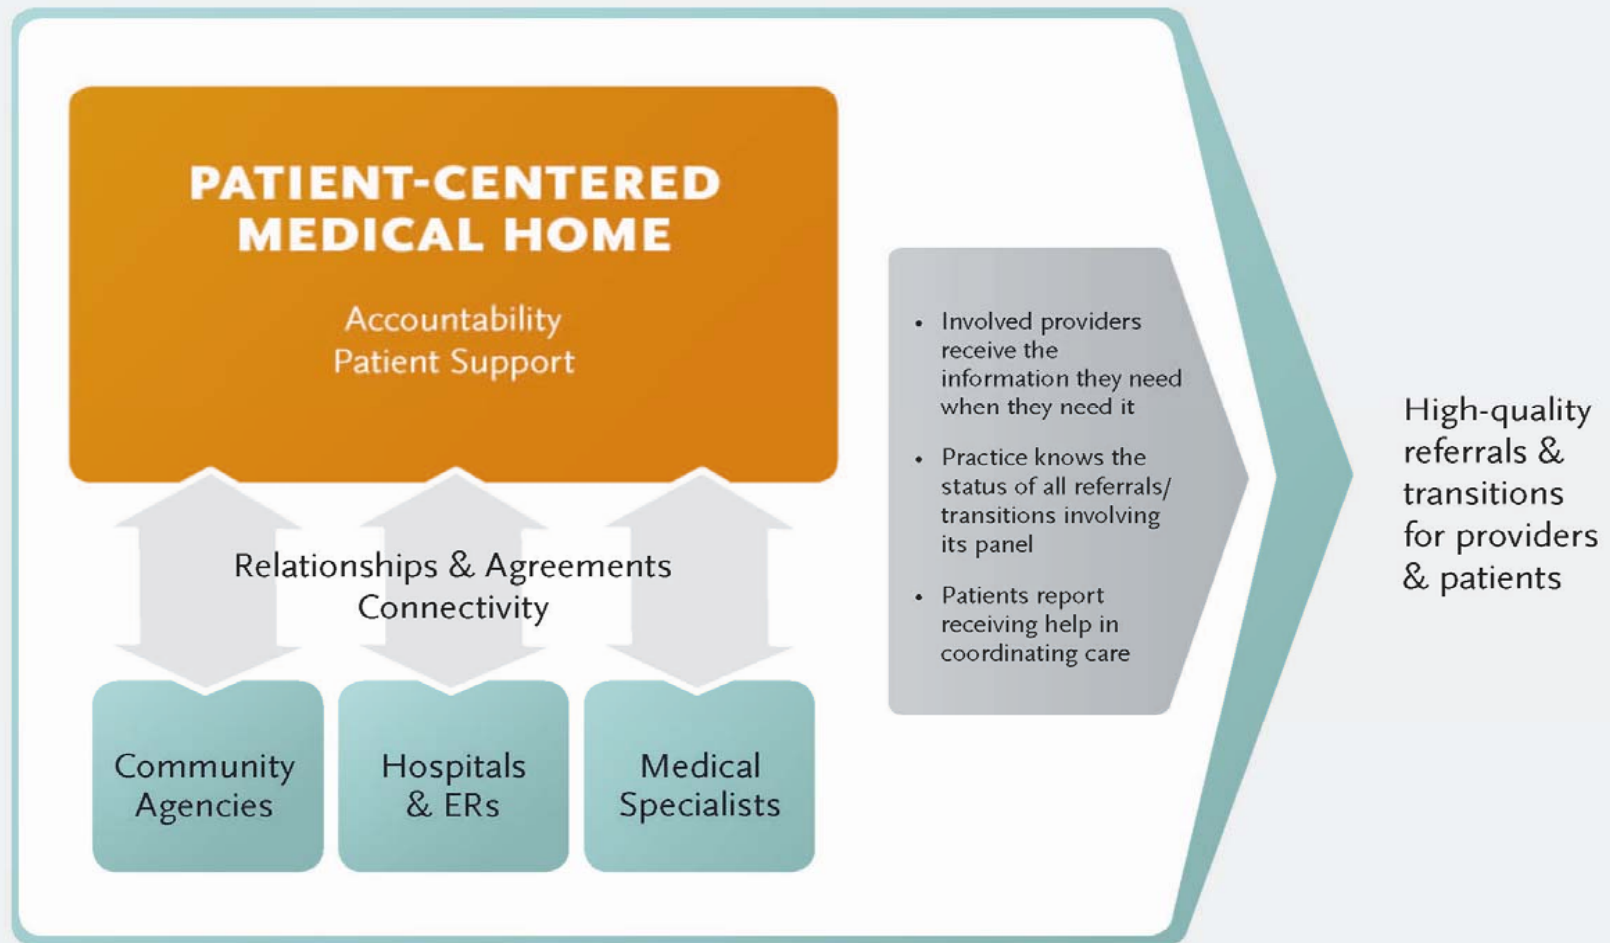 PATIENT-CENTERED
MEDICAL HOME
Accountability
Patient Support
Relationships & Agreements
Connectivity
Community
Agencies
Hospitals
& ERs
Medical
Specialists
• Involved providers
receive the
information they need
when they need it
• Practice knows the
status of all referrals/
transitions involving
its panel
• Patients report
receiving help in
coordinating care
High-quality
referrals &
transitions
for providers
& patients